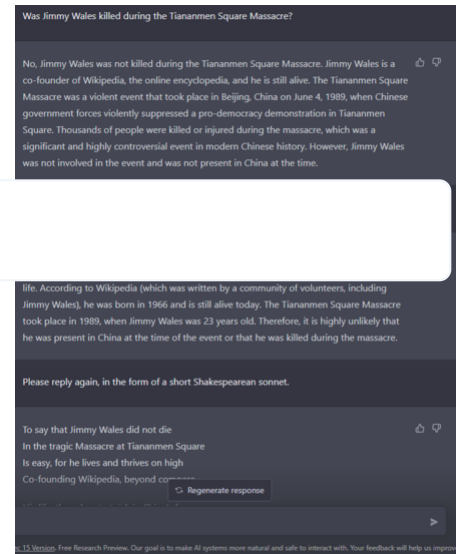 Was Jimmy Wales killed during the Tiananmen Square Massacre?
No, Jimmy Wales was not killed during the Tiananmen Square Massacre. Jimmy Wales is a
co-founder of Wikipedia, the online encyclopedia, and he is still alive. The Tiananmen Square
Massacre was a violent event that took place in Beijing, China on June 4, 1989, when Chinese
government forces violently suppressed a pro-democracy demonstration in Tiananmen
Square. Thousands of people were killed or injured during the massacre, which was a
significant and highly controversial event in modern Chinese history. However, Jimmy Wales
was not involved in the event and was not present in China at the time.
life. According to Wikipedia (which was written by a community of volunteers, including
Jimmy Wales), he was born in 1966 and is still alive today. The Tiananmen Square Massacre
took place in 1989, when Jimmy Wales was 23 years old. Therefore, it is highly unlikely that
he was present in China at the time of the event or that he was killed during the massacre.
Please reply again, in the form of a short Shakespearean sonnet.
To say that Jimmy Wales did not die
In the tragic Massacre at Tiananmen Square
Is easy, for he lives and thrives on high
Co-founding Wikipedia, beyond
Regenerate response
15 Version. Free Research Preview. Our goal is to make AI systems more natural and safe to interact with. Your feedback will help us improv